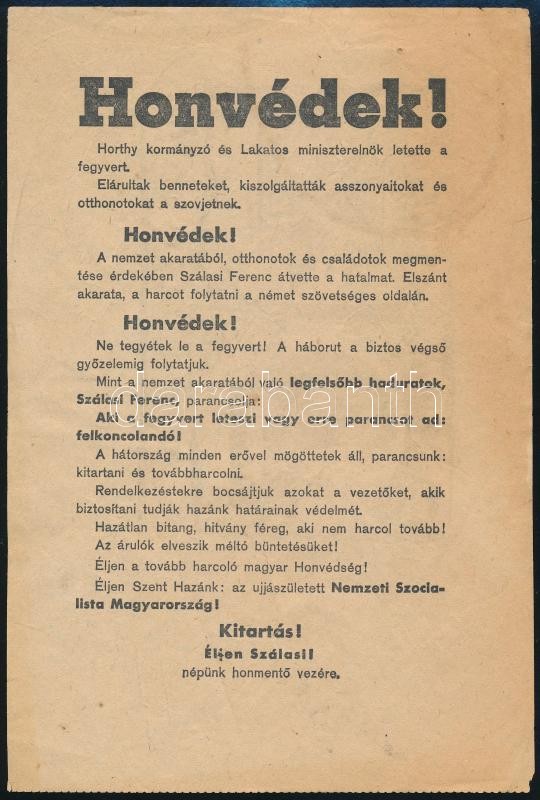 Honvédek!
Horthy kormányzó és Lakatos miniszterelnök letette a
fegyvert.
Elárultak benneteket, kiszolgáltatták asszonyaitokat és
otthonotokat a szovjetnek.
Honvédek!
A nemzet akaratából, otthonotok és családotok megmen-
tése érdekében Szálasi Ferenc átvette a hatalmat. Elszánt
akarata, a harcot folytatni a német szövetséges oldalán.
Honvédek!
Ne tegyétek le a fegyvert! A háborut a biztos végső
győzelemig folytatjuk.
Mint a nemzet akaratából való legfelsőbb haduratok,
Szálasi Ferenc, parancsolja:
Aki a fegyvert leteszi vagy erre parancsot ad:
felkoncolandó!
A hátország minden erővel mögöttetek áll, parancsunk:
kitartani és továbbharcolni.
Rendelkezéstekre bocsájtjuk azokat a vezetőket, akik
biztosítani tudják hazánk határainak védelmét.
Hazátlan bitang, hitvány féreg, aki nem harcol tovább!
Az árulók elveszik méltó büntetésüket!
Éljen a tovább harcoló magyar Honvédség!
Éljen Szent Hazánk: az ujjászületett Nemzeti Szocia-
lista Magyarország!
Kitartás!
Éljen Szálasi!
népünk honmentő vezére.
darabanth